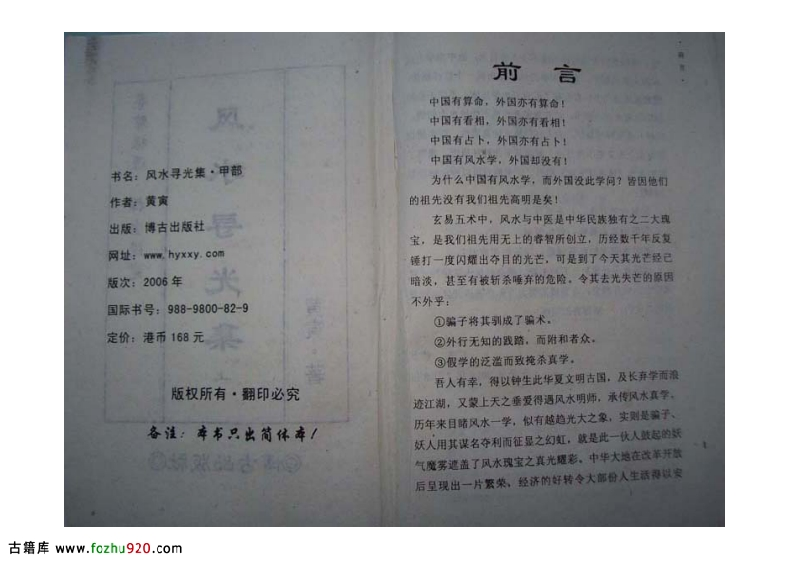 书名：风水寻光集·甲部
作者：黄寅
出版：博古出版社
网址：www.hyxxy.com
版次：2006年
国际书号：988-9800-82-9
定价：港币168元
版权所有·翻印必究
备注：本书只出简体本！
前言
中国有算命，外国亦有算命！
中国有看相，外国亦有看相！
中国有占卜，外国亦有占卜！
中国有风水学，外国却没有！
为什么中国有风水学，而外国没此学问？皆因他们
的祖先没有我们祖先高明是矣！
玄易五术中，风水与中医是中华民族独有之二大瑰
宝，是我们祖先用无上的睿智所创立，历经数千年反复
锤打一度闪耀出夺目的光芒，可是到了今天其光芒经已
暗淡，甚至有被斩杀唾弃的危险。令其去光失芒的原因
不外乎：
①骗子将其驯成了骗术。
②外行无知的践踏，而附和者众。
③假学的泛滥而致掩杀真学。
吾人有幸，得以钟生此华夏文明古国，及长弃学而浪
迹江湖，又蒙上天之垂爱得遇风水明师，承传风水真学。
历年来目睹风水一学，似有越趋光大之象，实则是骗子、
妖人用其谋名夺利而征显之幻虹，就是此一伙人鼓起的妖
气魔雾遮盖了风水瑰宝之真光耀彩。中华大地在改革开放
后呈现出一片繁荣，经济的好转令大部份人生活得以安
古籍库 www.fozhu920.com